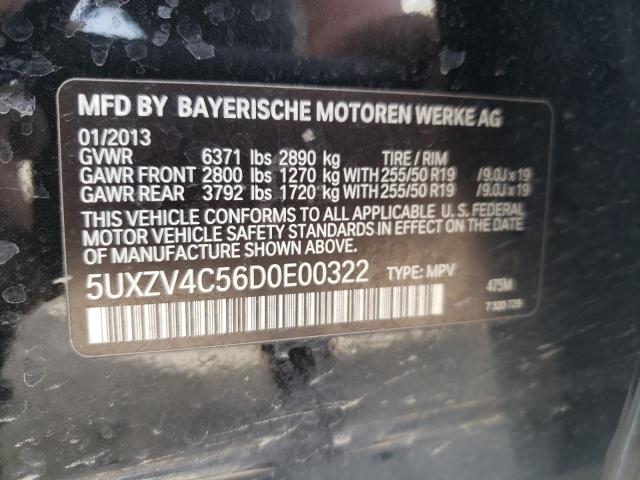 MFD BY BAYERISCHE MOTOREN WERKE AG
01/2013
GVWR 6371 lbs 2890 kg TIRE / RIM
GAWR FRONT 2800 lbs 1270 kg WITH 255/50 R19 /9.0J x 19
GAWR REAR 3792 lbs 1720 kg WITH 255/50 R19 /9.0J x 19
THIS VEHICLE CONFORMS TO ALL APPLICABLE U. S. FEDERAL
MOTOR VEHICLE SAFETY STANDARDS IN EFFECT ON THE DATE
OF MANUFACTURE SHOWN ABOVE.
5UXZV4C56D0E00322 TYPE: MPV 475M
7 320 729